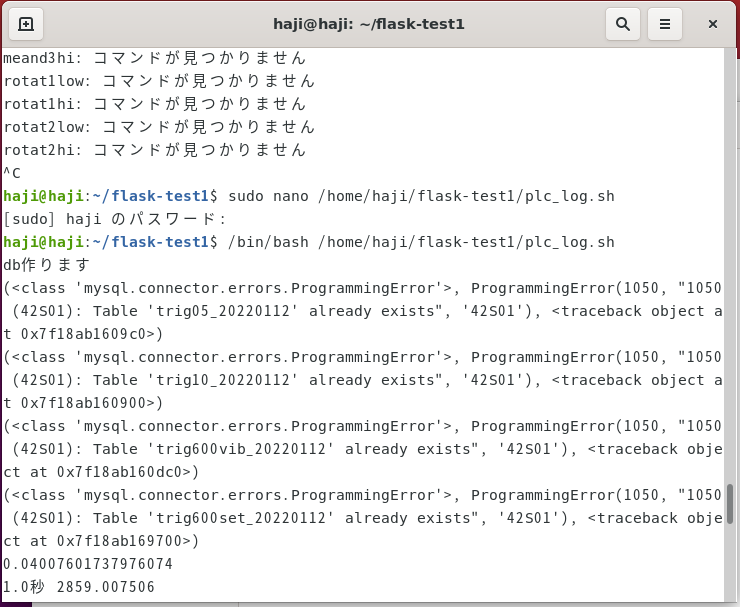 haji@haji: ~/flask-test1
meand3hi: コマンドが見つかりません
rotat1low: コマンドが見つかりません
rotat1hi: コマンドが見つかりません
rotat2low: コマンドが見つかりません
rotat2hi: コマンドが見つかりません
^C
haji@haji:~/flask-test1$ sudo nano /home/haji/flask-test1/plc_log.sh
[sudo] haji のパスワード:
haji@haji:~/flask-test1$ /bin/bash /home/haji/flask-test1/plc_log.sh
db作ります
(<class 'mysql.connector.errors.ProgrammingError'>, ProgrammingError(1050, "1050
 (42S01): Table 'trig05_20220112' already exists", '42S01'), <traceback object a
t 0x7f18ab1609c0>)
(<class 'mysql.connector.errors.ProgrammingError'>, ProgrammingError(1050, "1050
 (42S01): Table 'trig10_20220112' already exists", '42S01'), <traceback object a
t 0x7f18ab160900>)
(<class 'mysql.connector.errors.ProgrammingError'>, ProgrammingError(1050, "1050
 (42S01): Table 'trig600vib_20220112' already exists", '42S01'), <traceback obje
ct at 0x7f18ab160dc0>)
(<class 'mysql.connector.errors.ProgrammingError'>, ProgrammingError(1050, "1050
 (42S01): Table 'trig600set_20220112' already exists", '42S01'), <traceback obje
ct at 0x7f18ab169700>)
0.04007601737976074
1.0秒 2859.007506